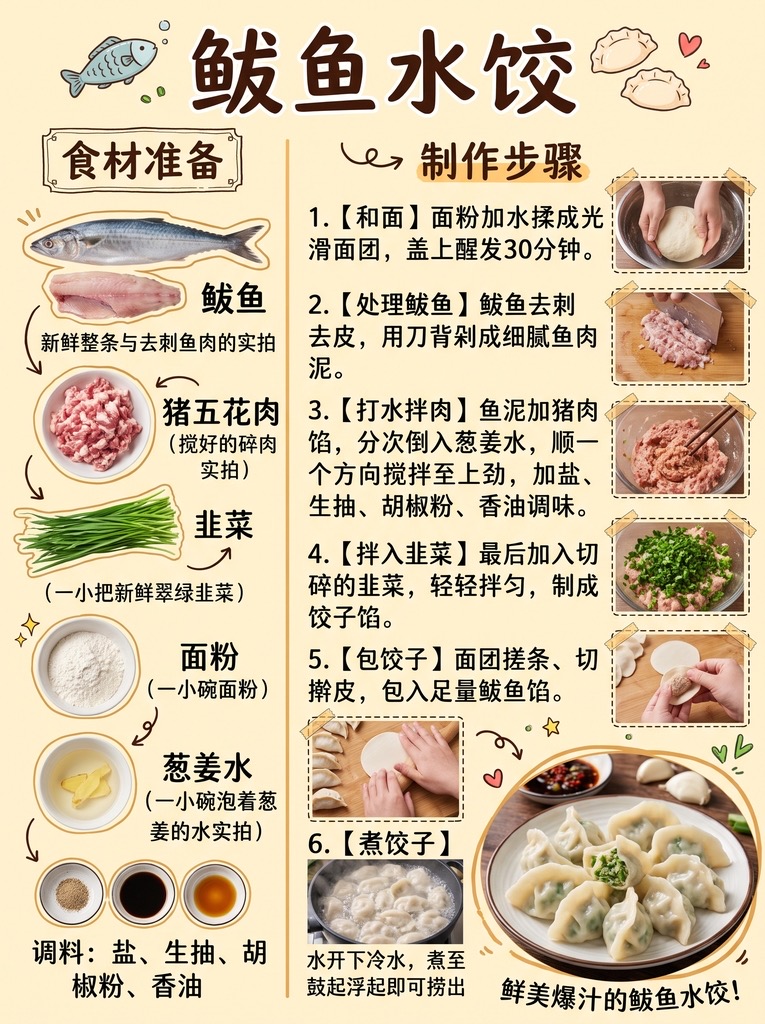 鲅鱼水饺
食材准备
鲅鱼
新鲜整条与去刺鱼肉的实拍
猪五花肉
（搅好的碎肉
实拍）
韭菜
（一小把新鲜翠绿韭菜）
面粉
（一小碗面粉）
葱姜水
（一小碗泡着葱
姜的水实拍）
调料：盐、生抽、胡
椒粉、香油
制作步骤
1.【和面】面粉加水揉成光
滑面团，盖上醒发30分钟。
2.【处理鲅鱼】鲅鱼去刺
去皮，用刀背剁成细腻鱼肉
泥。
3.【打水拌肉】鱼泥加猪肉
馅，分次倒入葱姜水，顺一
个方向搅拌至上劲，加盐、
生抽、胡椒粉、香油调味。
4.【拌入韭菜】最后加入切
碎的韭菜，轻轻拌匀，制成
饺子馅。
5.【包饺子】面团搓条、切
擀皮，包入足量鲅鱼馅。
6.【煮饺子】
水开下冷水，煮至
鼓起浮起即可捞出
鲜美爆汁的鲅鱼水饺！